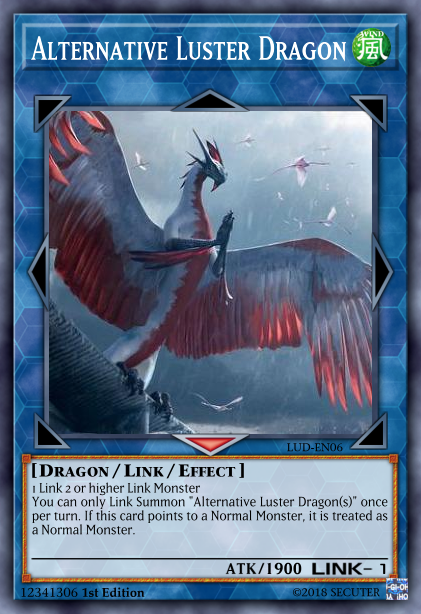 Alternative Luster Dragon
WIND
風
LUD-EN06
[Dragon / Link / Effect]
1 Link 2 or higher Link Monster
You can only Link Summon "Alternative Luster Dragon(s)" once
per turn. If this card points to a Normal Monster, it is treated as
a Normal Monster.
ATK/1900 LINK- 1
12341306 1st Edition
©2018 SECUTER